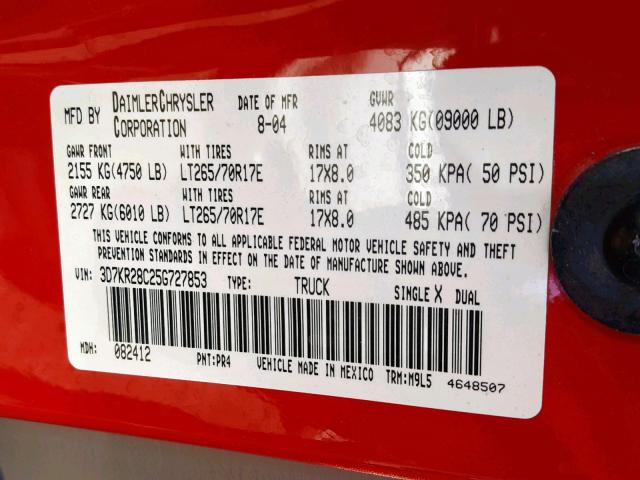 MFD BY DAIMLERCHRYSLER CORPORATION DATE OF MFR 8-04 GVWR 4083 KG(09000 LB)
GAWR FRONT WITH TIRES RIMS AT COLD
2155 KG(4750 LB) LT265/70R17E 17X8.0 350 KPA( 50 PSI)
GAWR REAR WITH TIRES RIMS AT COLD
2727 KG(6010 LB) LT265/70R17E 17X8.0 485 KPA( 70 PSI)
THIS VEHICLE CONFORMS TO ALL APPLICABLE FEDERAL MOTOR VEHICLE SAFETY AND THEFT
PREVENTION STANDARDS IN EFFECT ON THE DATE OF MANUFACTURE SHOWN ABOVE.
VIN: 3D7KR28C25G727853 TYPE: TRUCK SINGLE X DUAL
MDH: 082412 PNT:PR4 VEHICLE MADE IN MEXICO TRM:M9L5 4648507